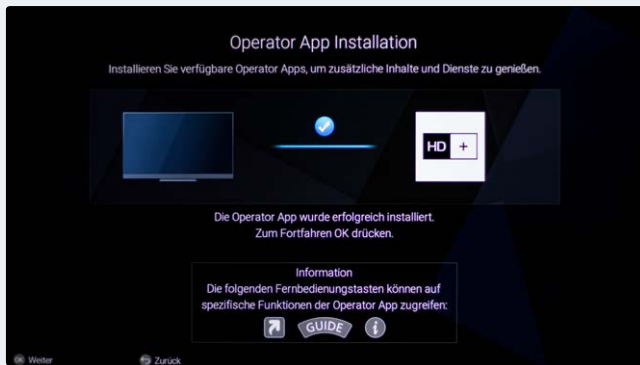 Operator App Installation
Installieren Sie verfügbare Operator Apps, um zusätzliche Inhalte und Dienste zu genießen.
HD +
Die Operator App wurde erfolgreich installiert.
Zum Fortfahren OK drücken.
Information
Die folgenden Fernbedienungstasten können auf
spezifische Funktionen der Operator App zugreifen:
GUIDE i
OK Weiter Zurück